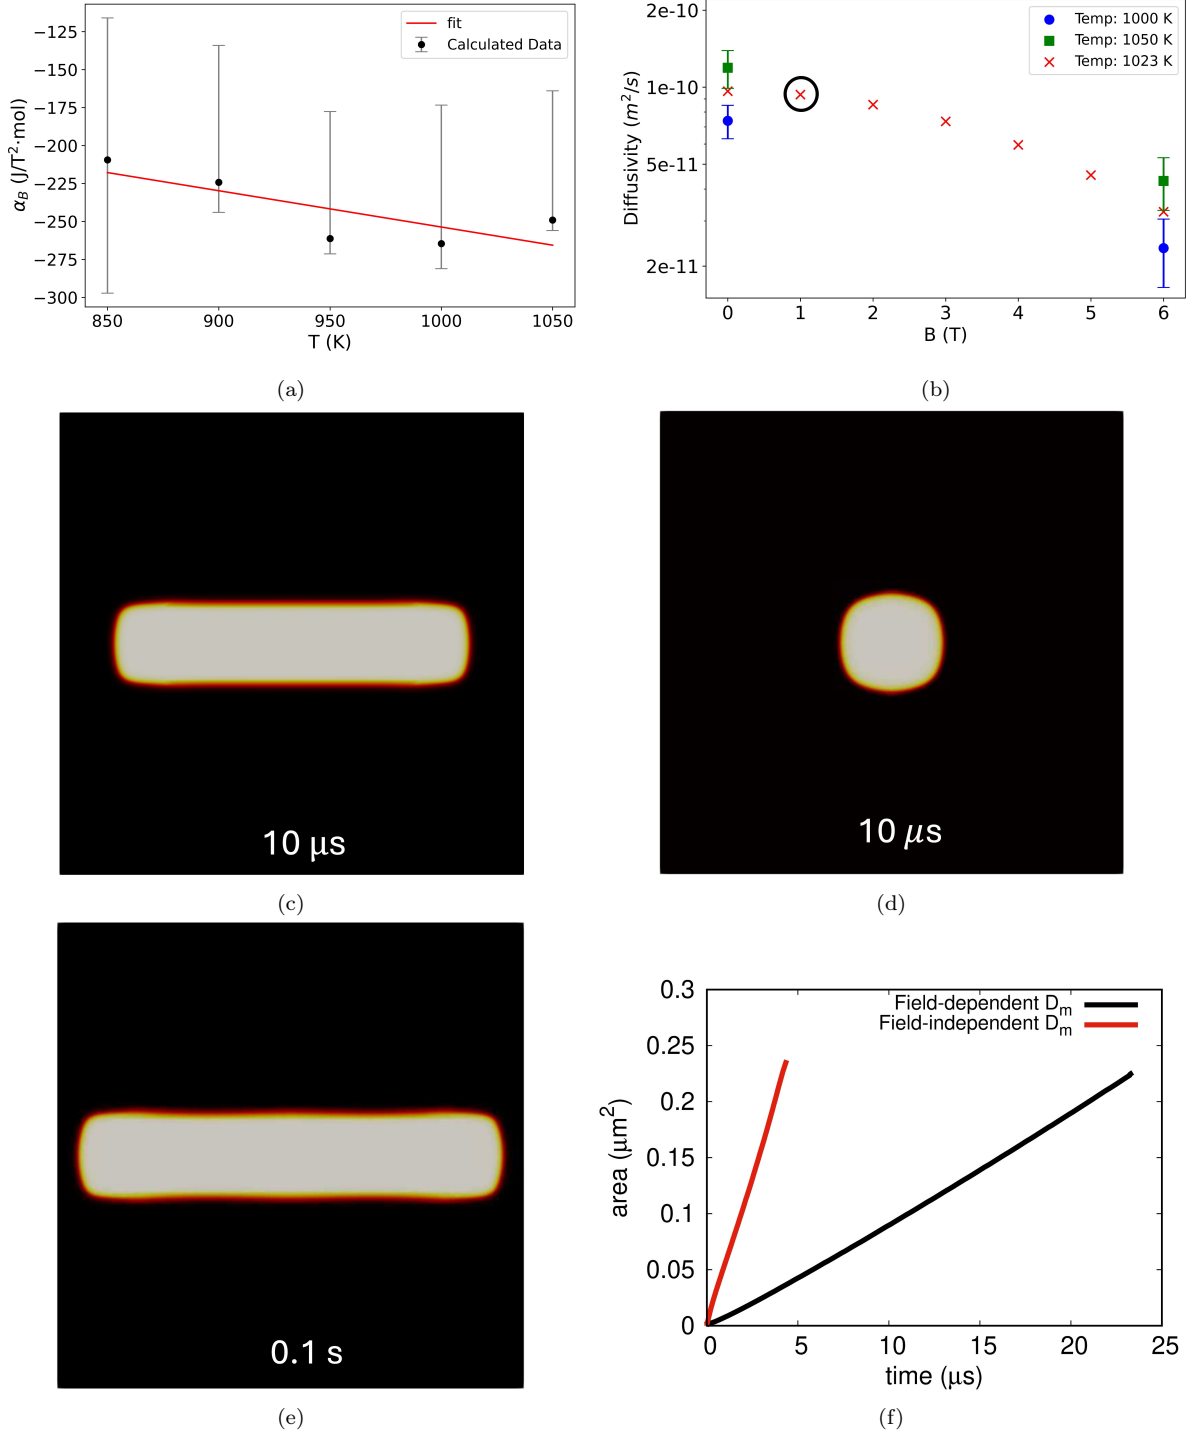 −125
−150
−175
−200
−225
−250
−275
−300
α_B (J/T²·mol)
fit
Calculated Data
850 900 950 1000 1050
T (K)
(a)
2e-10
1e-10
5e-11
2e-11
Diffusivity (m²/s)
Temp: 1000 K
Temp: 1050 K
Temp: 1023 K
0 1 2 3 4 5 6
B (T)
(b)
10 μs
(c)
10 μs
(d)
0.1 s
(e)
0.3
0.25
0.2
0.15
0.1
0.05
0
area (μm²)
Field-dependent D_m
Field-independent D_m
0 5 10 15 20 25
time (μs)
(f)